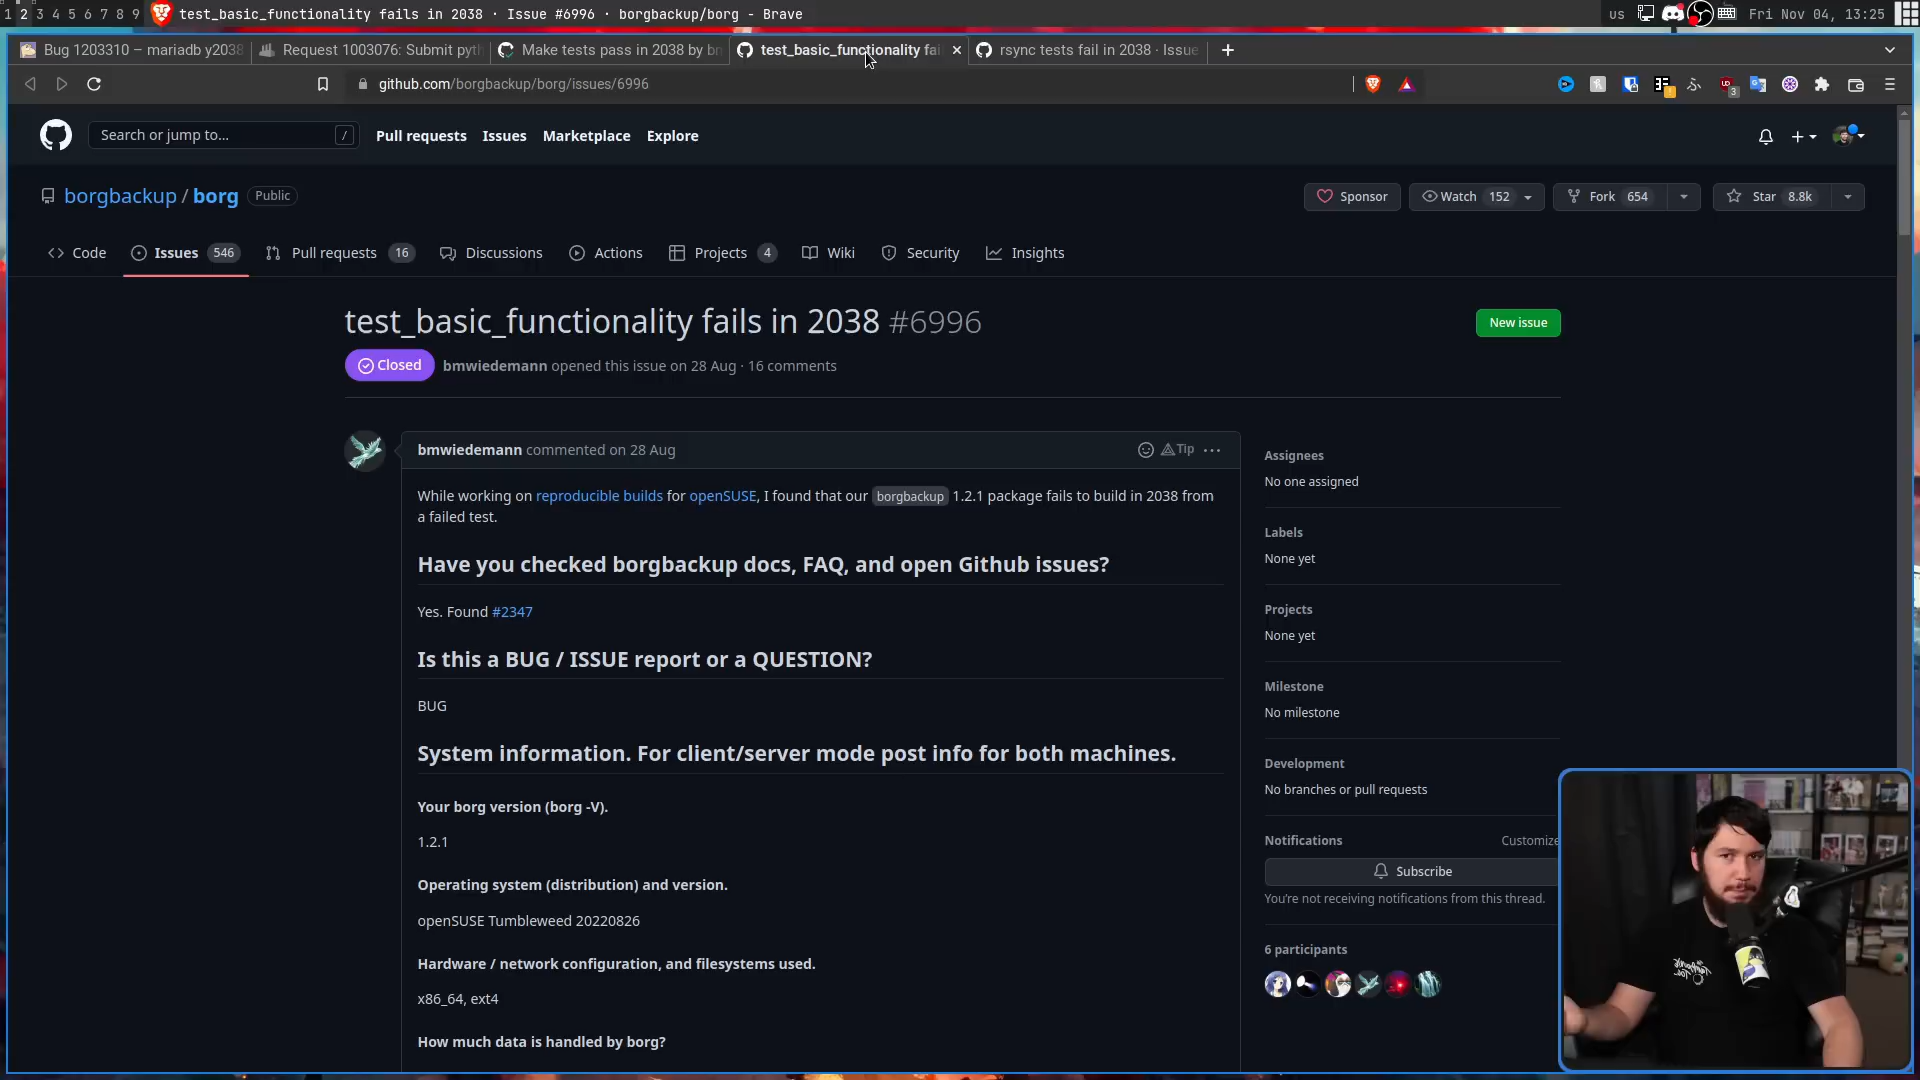 1 2 3 4 5 6 7 8 9 test_basic_functionality fails in 2038 · Issue #6996 · borgbackup/borg - Brave us Fri Nov 04, 13:25
Bug 1203310 – mariadb y2038 Request 1003076: Submit pyth Make tests pass in 2038 by bm test_basic_functionality fai rsync tests fail in 2038 · Issue
github.com/borgbackup/borg/issues/6996
Search or jump to... / Pull requests Issues Marketplace Explore
borgbackup / borg Public Sponsor Watch 152 Fork 654 Star 8.8k
Code Issues 546 Pull requests 16 Discussions Actions Projects 4 Wiki Security Insights
test_basic_functionality fails in 2038 #6996 New issue
Closed bmwiedemann opened this issue on 28 Aug · 16 comments
bmwiedemann commented on 28 Aug Tip
While working on reproducible builds for openSUSE, I found that our borgbackup 1.2.1 package fails to build in 2038 from
a failed test.
Have you checked borgbackup docs, FAQ, and open Github issues?
Yes. Found #2347
Is this a BUG / ISSUE report or a QUESTION?
BUG
System information. For client/server mode post info for both machines.
Your borg version (borg -V).
1.2.1
Operating system (distribution) and version.
openSUSE Tumbleweed 20220826
Hardware / network configuration, and filesystems used.
x86_64, ext4
How much data is handled by borg?
Assignees
No one assigned
Labels
None yet
Projects
None yet
Milestone
No milestone
Development
No branches or pull requests
Notifications Customize
Subscribe
You're not receiving notifications from this thread.
6 participants